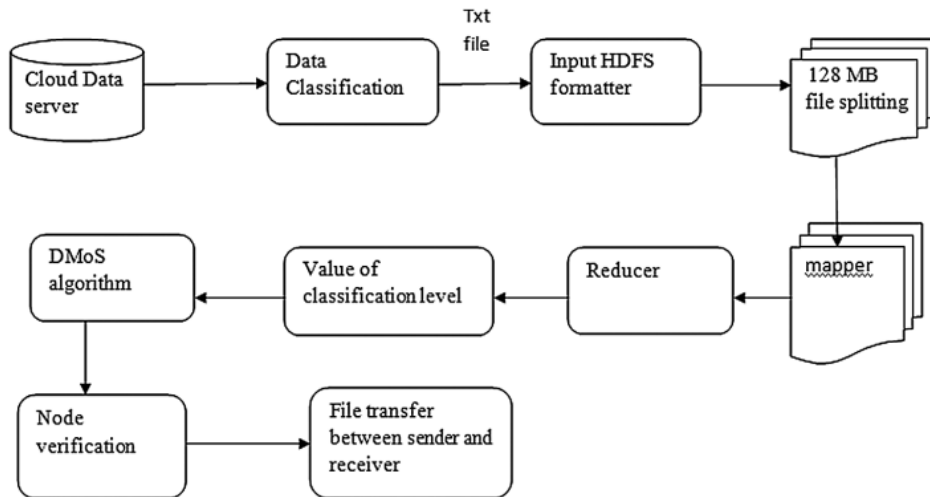 Txt
file
Cloud Data
server
Data
Classification
Input HDFS
formatter
128 MB
file splitting
DMoS
algorithm
Value of
classification level
Reducer
mapper
Node
verification
File transfer
between sender and
receiver